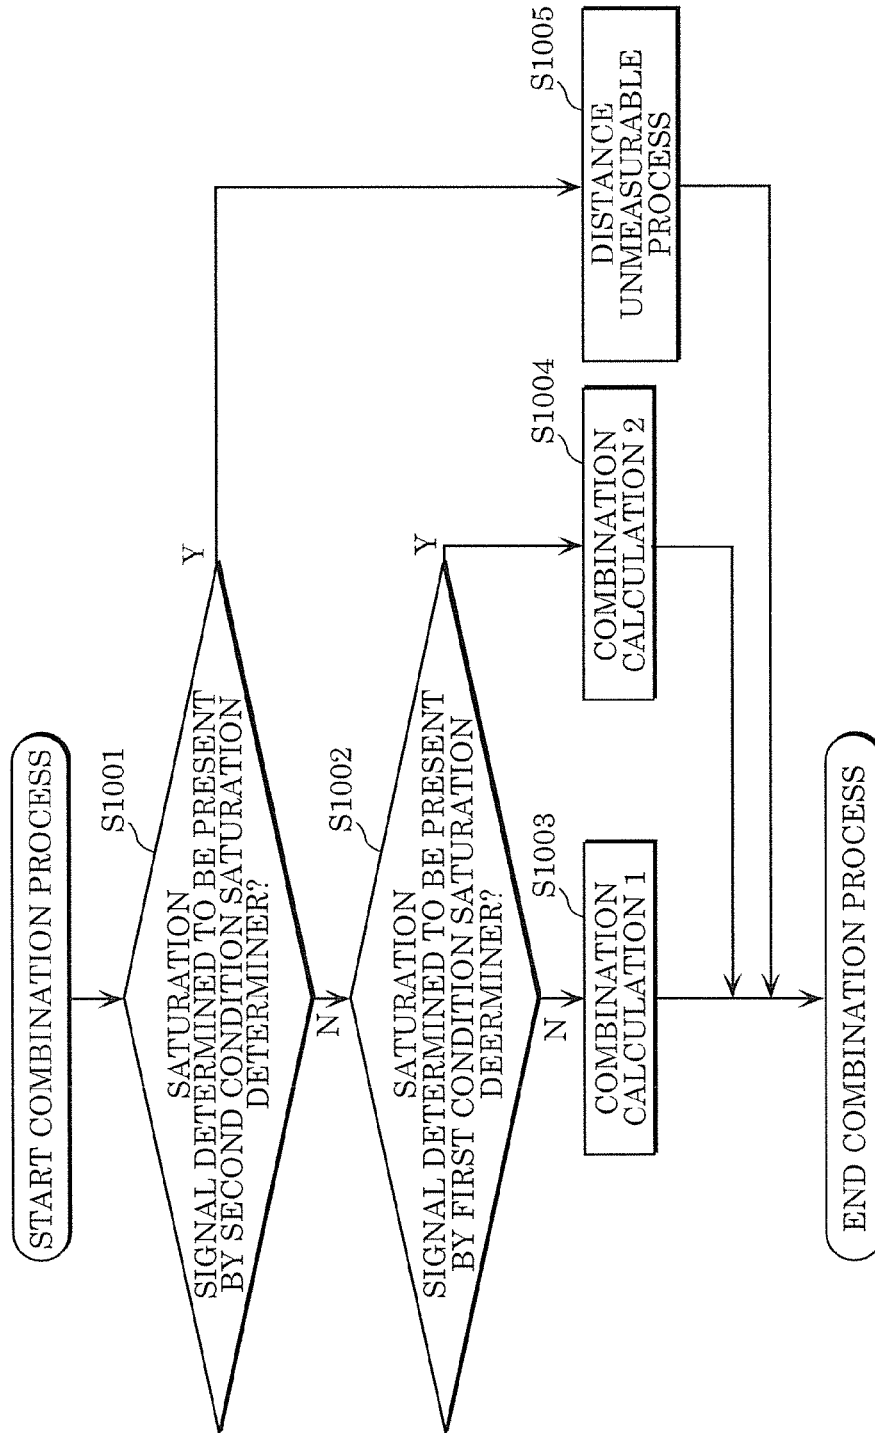 START COMBINATION PROCESS
S1001
SATURATION
SIGNAL DETERMINED TO BE PRESENT
BY SECOND CONDITION SATURATION
DETERMINER?
Y
N
S1002
SATURATION
SIGNAL DETERMINED TO BE PRESENT
BY FIRST CONDITION SATURATION
DEERMINER?
Y
N
S1003
COMBINATION
CALCULATION 1
S1004
COMBINATION
CALCULATION 2
S1005
DISTANCE
UNMEASURABLE
PROCESS
END COMBINATION PROCESS